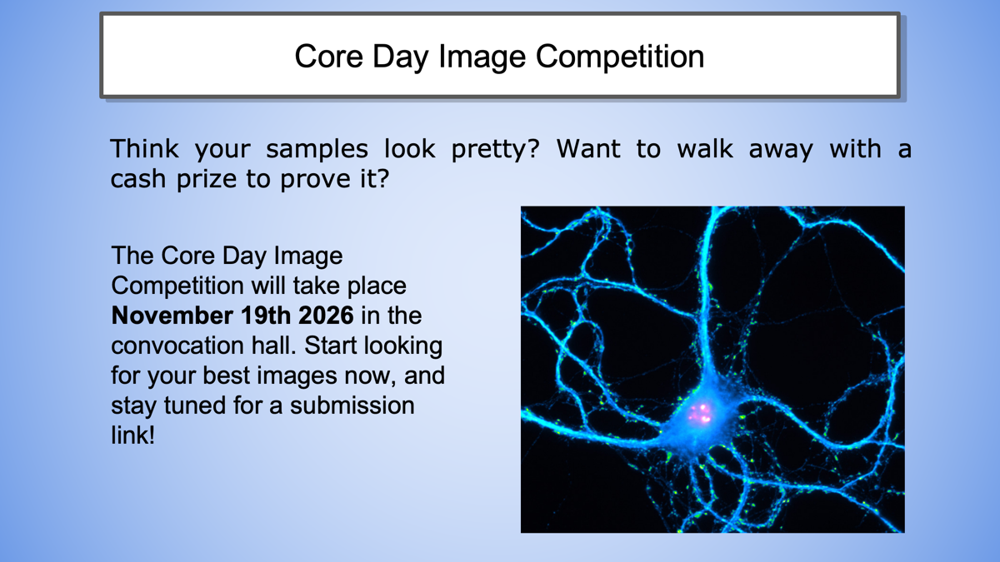 Core Day Image Competition
Think your samples look pretty? Want to walk away with a
cash prize to prove it?
The Core Day Image
Competition will take place
November 19th 2026 in the
convocation hall. Start looking
for your best images now, and
stay tuned for a submission
link!